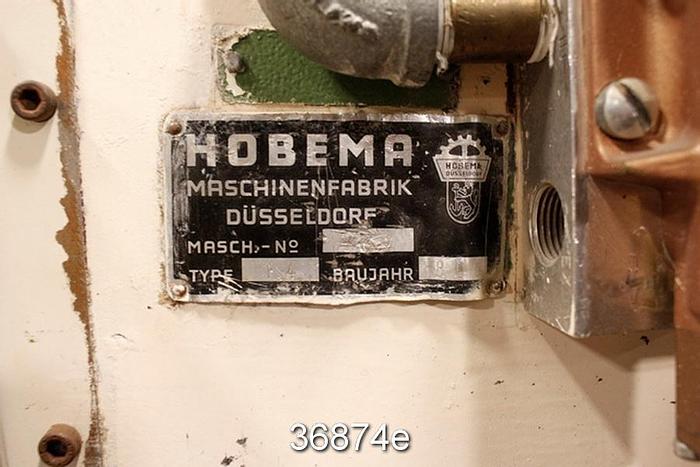 HOBEMA
MASCHINENFABRIK
DÜSSELDORF
HOBEMA
DÜSSELDORF
MASCH.-No
TYPE BAUJAHR
36874e